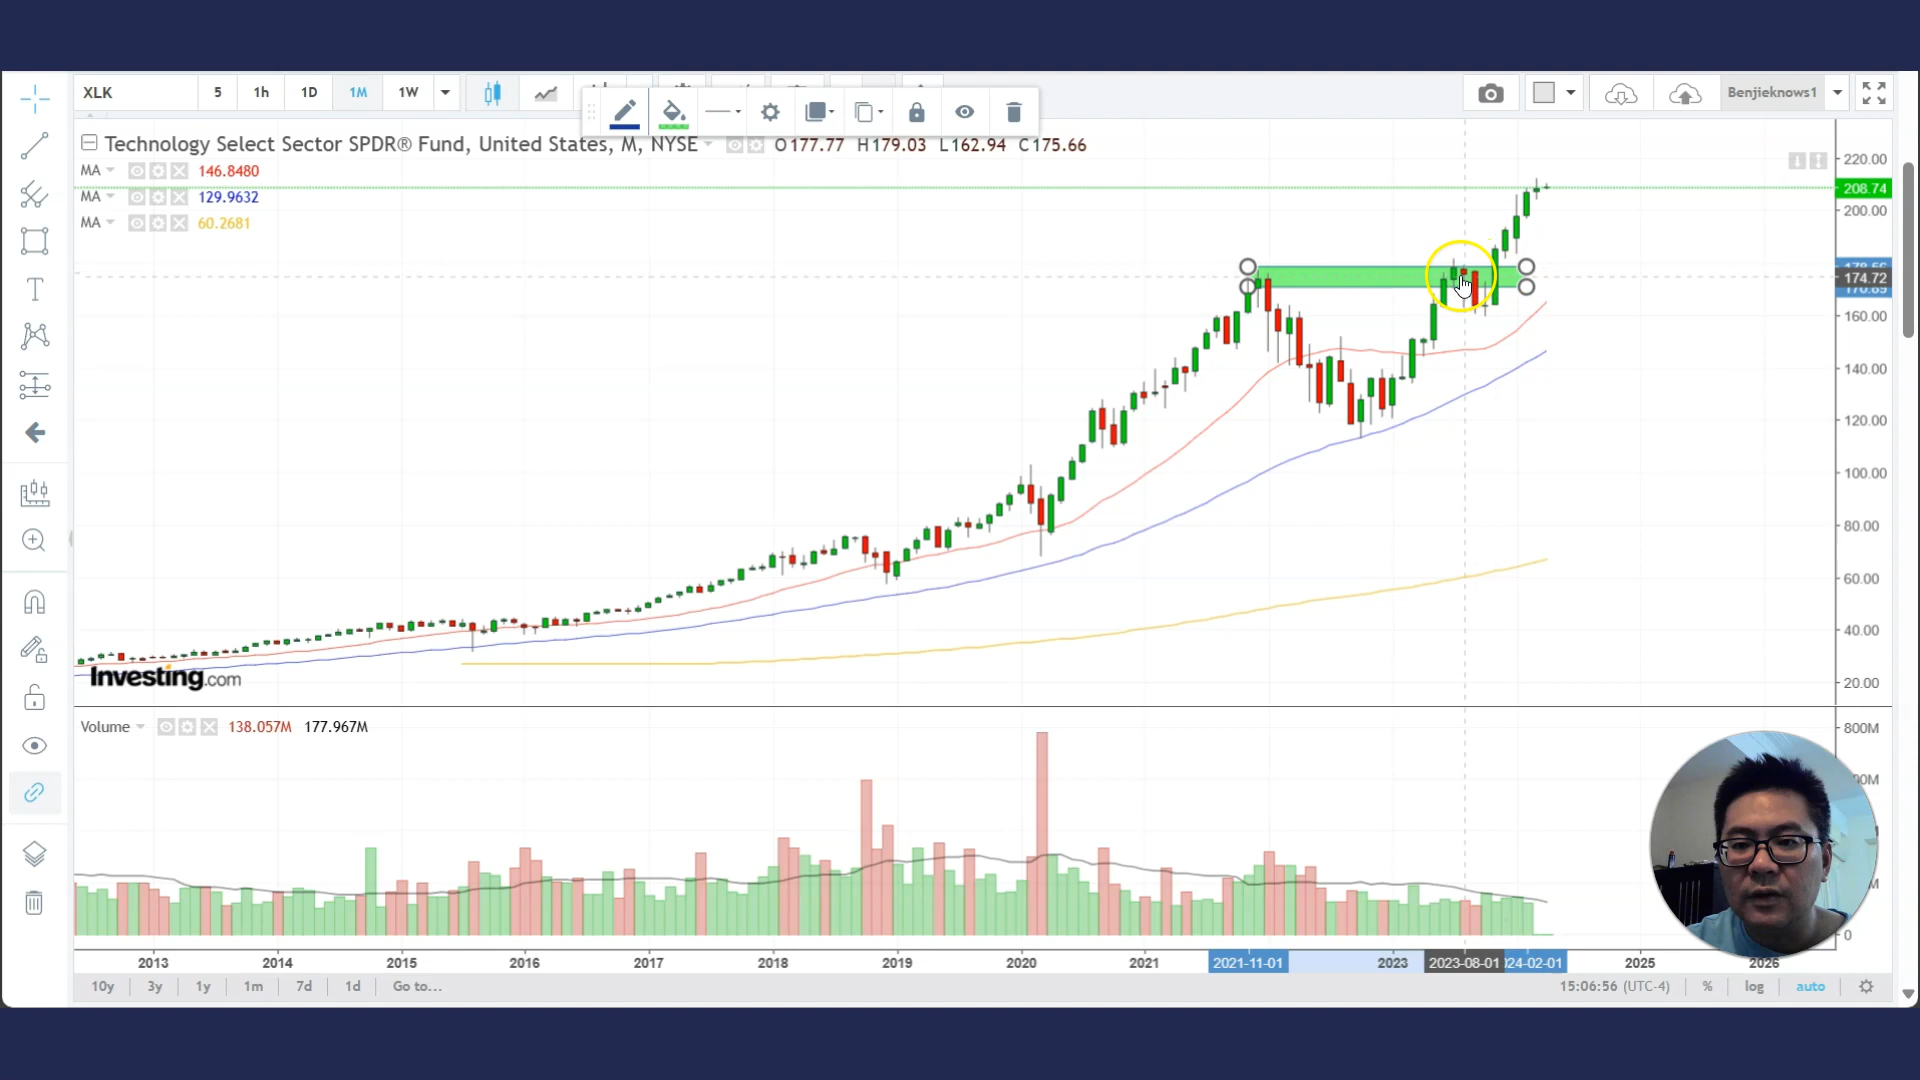 XLK 5 1h 1D 1M 1W Benjieknows1
Technology Select Sector SPDR® Fund, United States, M, NYSE O177.77 H179.03 L162.94 C175.66
MA 146.8480
MA 129.9632
MA 60.2681
220.00
208.74
200.00
174.72
160.00
140.00
120.00
100.00
80.00
60.00
40.00
20.00
Investing.com
Volume 138.057M 177.967M
800M
0
2013 2014 2015 2016 2017 2018 2019 2020 2021 2021-11-01 2023 2023-08-01 24-02-01 2025 2026
10y 3y 1y 1m 7d 1d Go to... 15:06:56 (UTC-4) % log auto